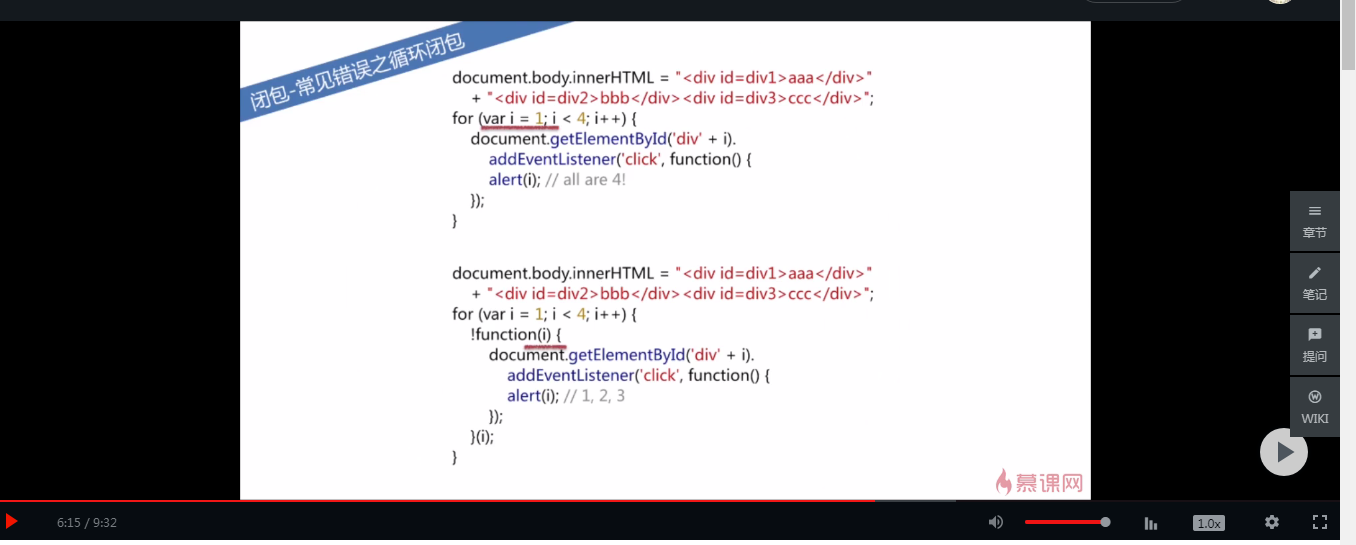 闭包-常见错误之循环闭包
document.body.innerHTML = "<div id=div1>aaa</div>"
+ "<div id=div2>bbb</div><div id=div3>ccc</div>";
for (var i = 1; i < 4; i++) {
document.getElementById('div' + i).
addEventListener('click', function() {
alert(i); // all are 4!
});
}
document.body.innerHTML = "<div id=div1>aaa</div>"
+ "<div id=div2>bbb</div><div id=div3>ccc</div>";
for (var i = 1; i < 4; i++) {
!function(i) {
document.getElementById('div' + i).
addEventListener('click', function() {
alert(i); // 1, 2, 3
});
}(i);
}
慕课网
章节
笔记
提问
WIKI
6:15 / 9:32
1.0x